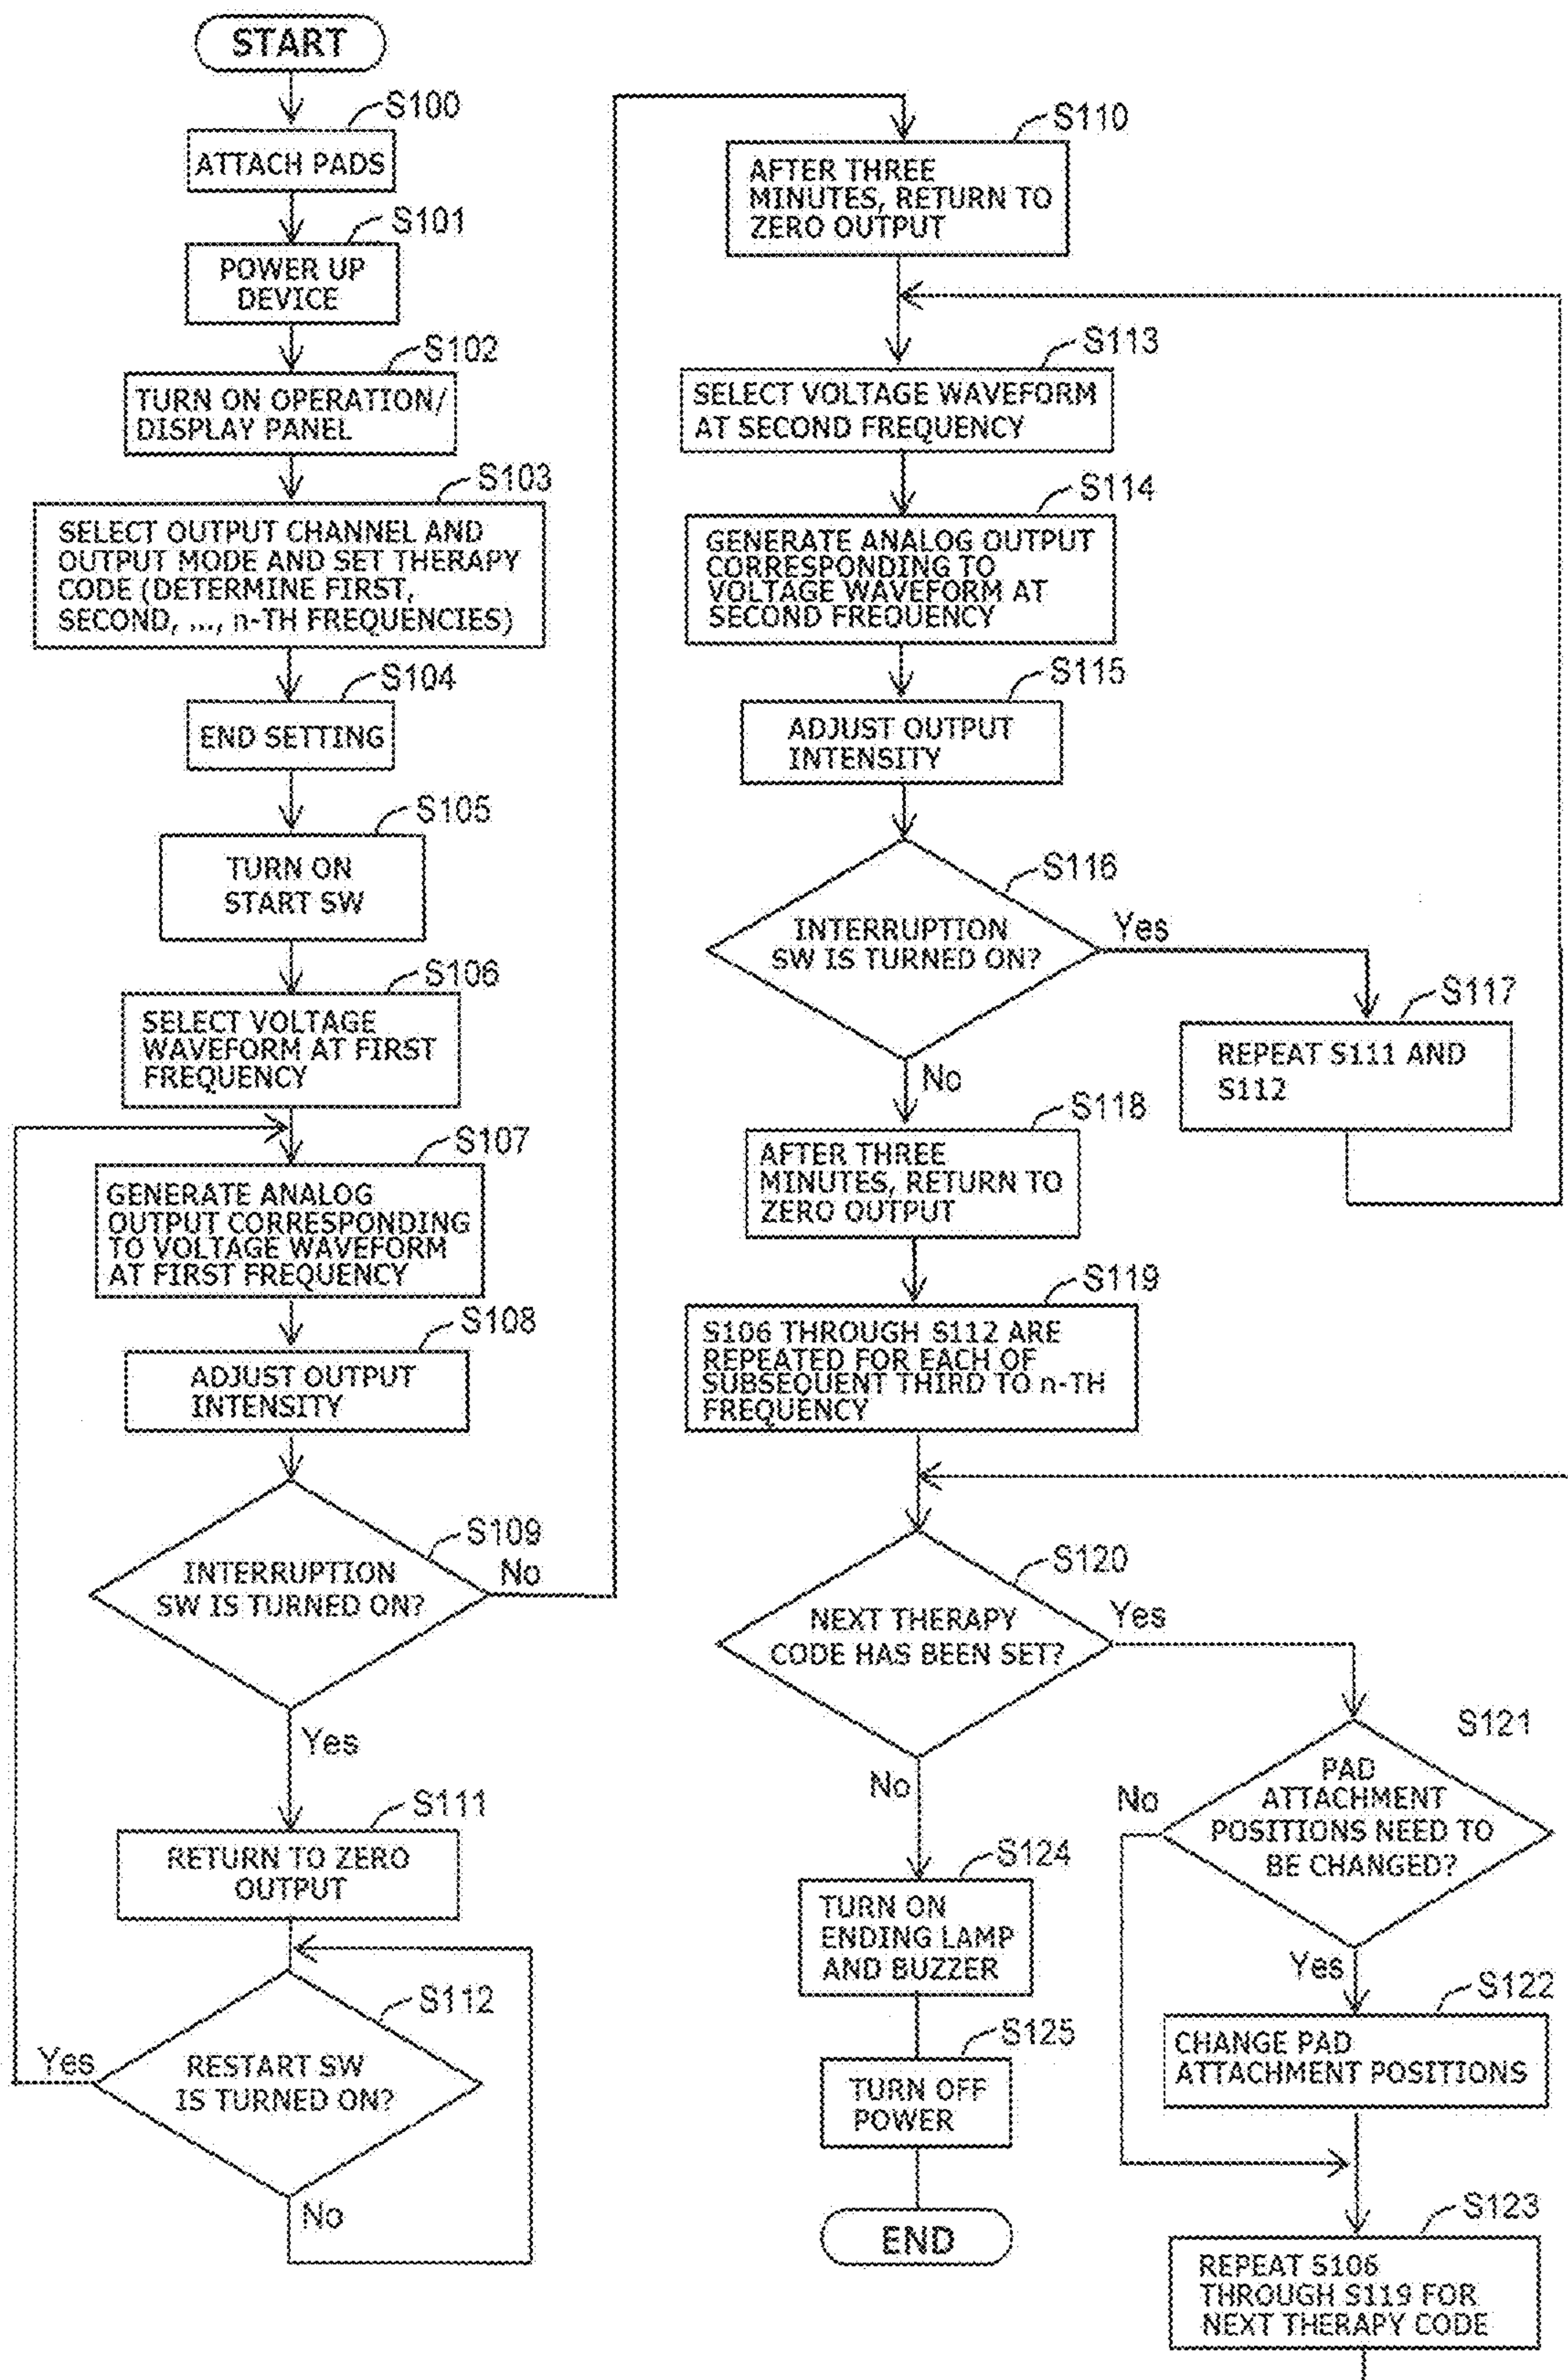 START
S100
ATTACH PADS
S101
POWER UP
DEVICE
S102
TURN ON OPERATION/
DISPLAY PANEL
S103
SELECT OUTPUT CHANNEL AND
OUTPUT MODE AND SET THERAPY
CODE (DETERMINE FIRST,
SECOND, ..., n-TH FREQUENCIES)
S104
END SETTING
S105
TURN ON
START SW
S106
SELECT VOLTAGE
WAVEFORM AT FIRST
FREQUENCY
S107
GENERATE ANALOG
OUTPUT CORRESPONDING
TO VOLTAGE WAVEFORM
AT FIRST FREQUENCY
S108
ADJUST OUTPUT
INTENSITY
S109
INTERRUPTION
SW IS TURNED ON?
No
Yes
S111
RETURN TO ZERO
OUTPUT
S112
RESTART SW
IS TURNED ON?
Yes
No
S110
AFTER THREE
MINUTES, RETURN TO
ZERO OUTPUT
S113
SELECT VOLTAGE WAVEFORM
AT SECOND FREQUENCY
S114
GENERATE ANALOG OUTPUT
CORRESPONDING TO
VOLTAGE WAVEFORM AT
SECOND FREQUENCY
S115
ADJUST OUTPUT
INTENSITY
S116
INTERRUPTION
SW IS TURNED ON?
Yes
No
S117
REPEAT S111 AND
S112
S118
AFTER THREE
MINUTES, RETURN TO
ZERO OUTPUT
S119
S106 THROUGH S112 ARE
REPEATED FOR EACH OF
SUBSEQUENT THIRD TO n-TH
FREQUENCY
S120
NEXT THERAPY
CODE HAS BEEN SET?
Yes
No
S121
PAD
ATTACHMENT
POSITIONS NEED TO
BE CHANGED?
No
Yes
S122
CHANGE PAD
ATTACHMENT POSITIONS
S123
REPEAT S106
THROUGH S119 FOR
NEXT THERAPY CODE
S124
TURN ON
ENDING LAMP
AND BUZZER
S125
TURN OFF
POWER
END